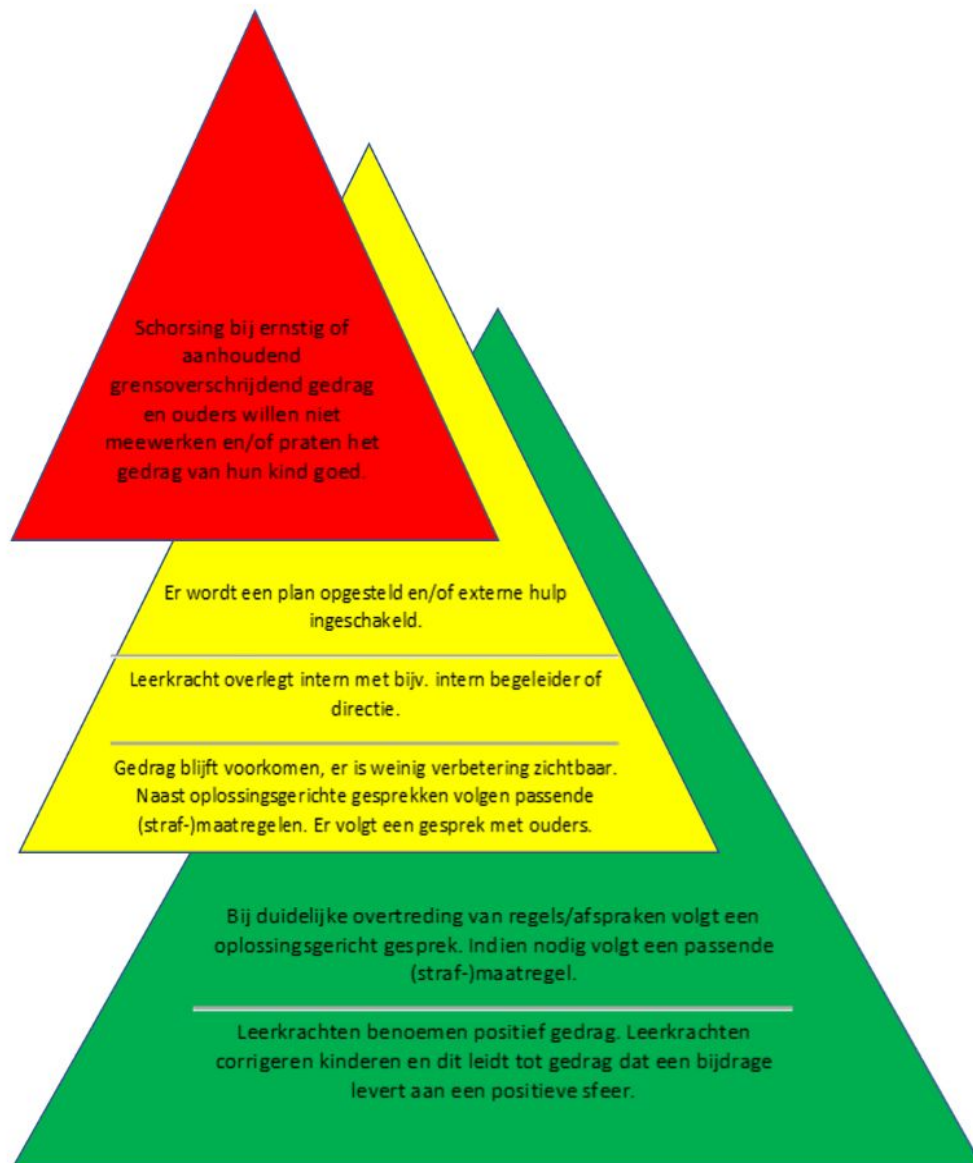 Schorsing bij ernstig of
aanhoudend
grensoverschrijdend gedrag
en ouders willen niet
meewerken en/of praten het
gedrag van hun kind goed.
Er wordt een plan opgesteld en/of externe hulp
ingeschakeld.
Leerkracht overlegt intern met bijv. intern begeleider of
directie.
Gedrag blijft voorkomen, er is weinig verbetering zichtbaar.
Naast oplossingsgerichte gesprekken volgen passende
(straf-)maatregelen. Er volgt een gesprek met ouders.
Bij duidelijke overtreding van regels/afspraken volgt een
oplossingsgericht gesprek. Indien nodig volgt een passende
(straf-)maatregel.
Leerkrachten benoemen positief gedrag. Leerkrachten
corrigeren kinderen en dit leidt tot gedrag dat een bijdrage
levert aan een positieve sfeer.